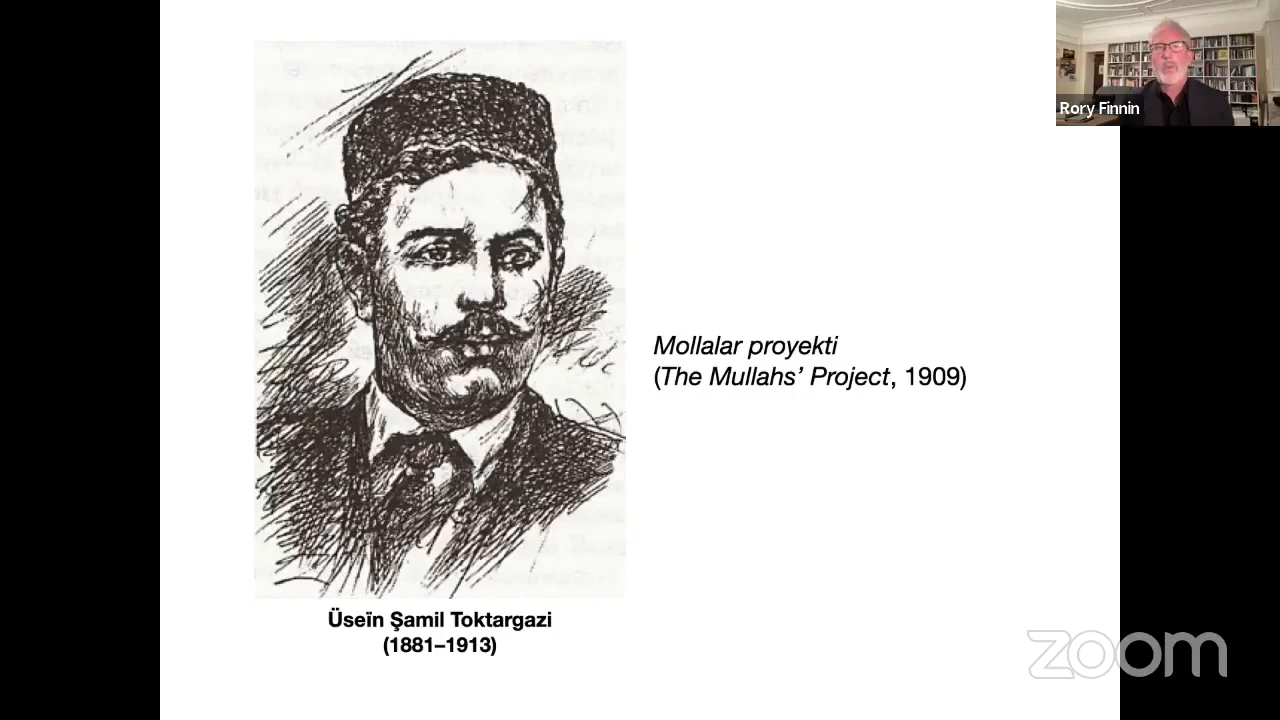 Rory Finnin
Mollalar proyekti
(The Mullahs’ Project, 1909)
Üseïn Şamil Toktargazi
(1881–1913)
zoom